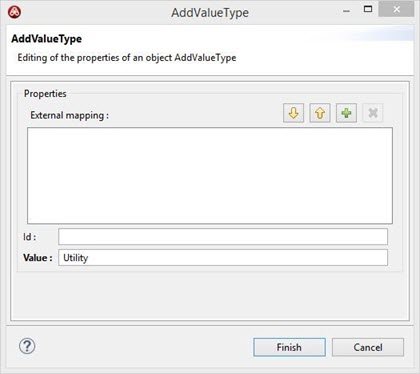 AddValueType
AddValueType
Editing of the properties of an object AddValueType
Properties
External mapping :
Id :
Value : Utility
Finish Cancel